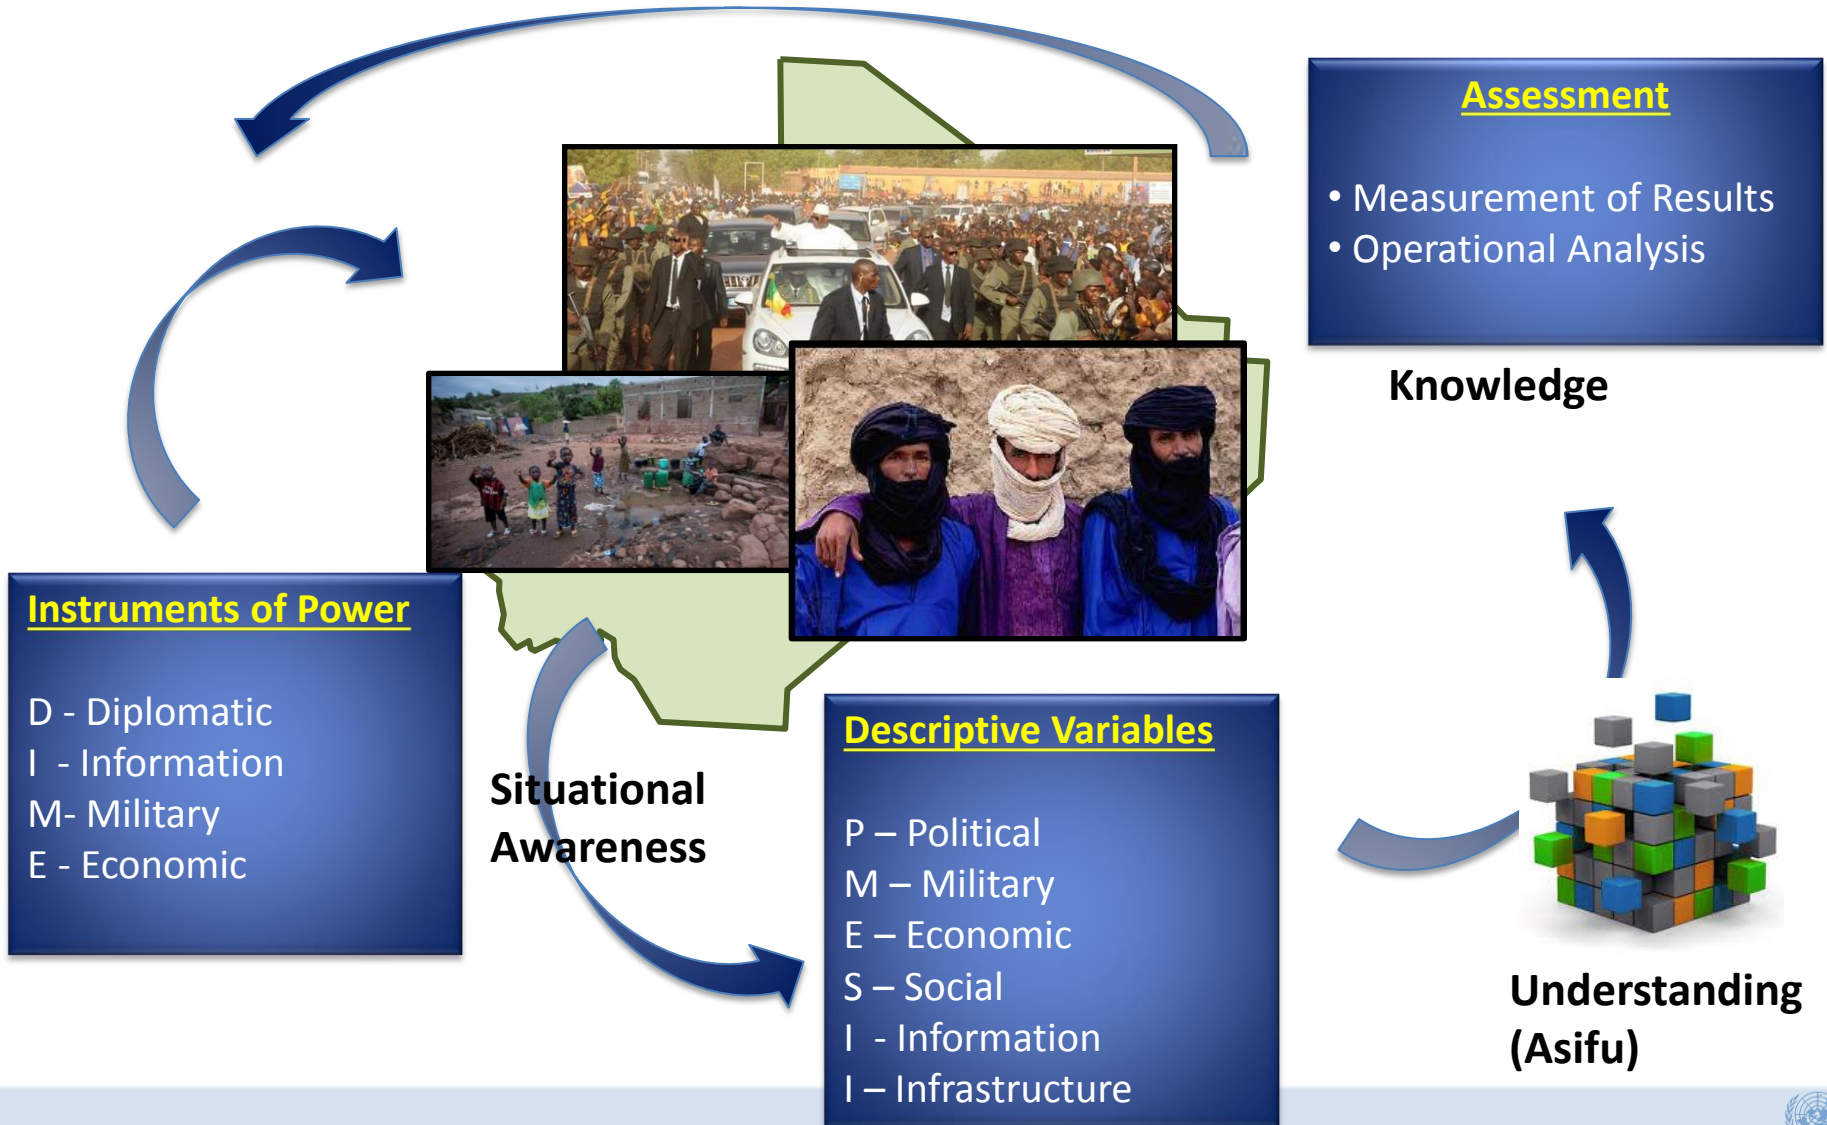 Assessment
• Measurement of Results
• Operational Analysis
Knowledge
Instruments of Power
D - Diplomatic
I - Information
M- Military
E - Economic
Situational
Awareness
Descriptive Variables
P – Political
M – Military
E – Economic
S – Social
I - Information
I – Infrastructure
Understanding
(Asifu)